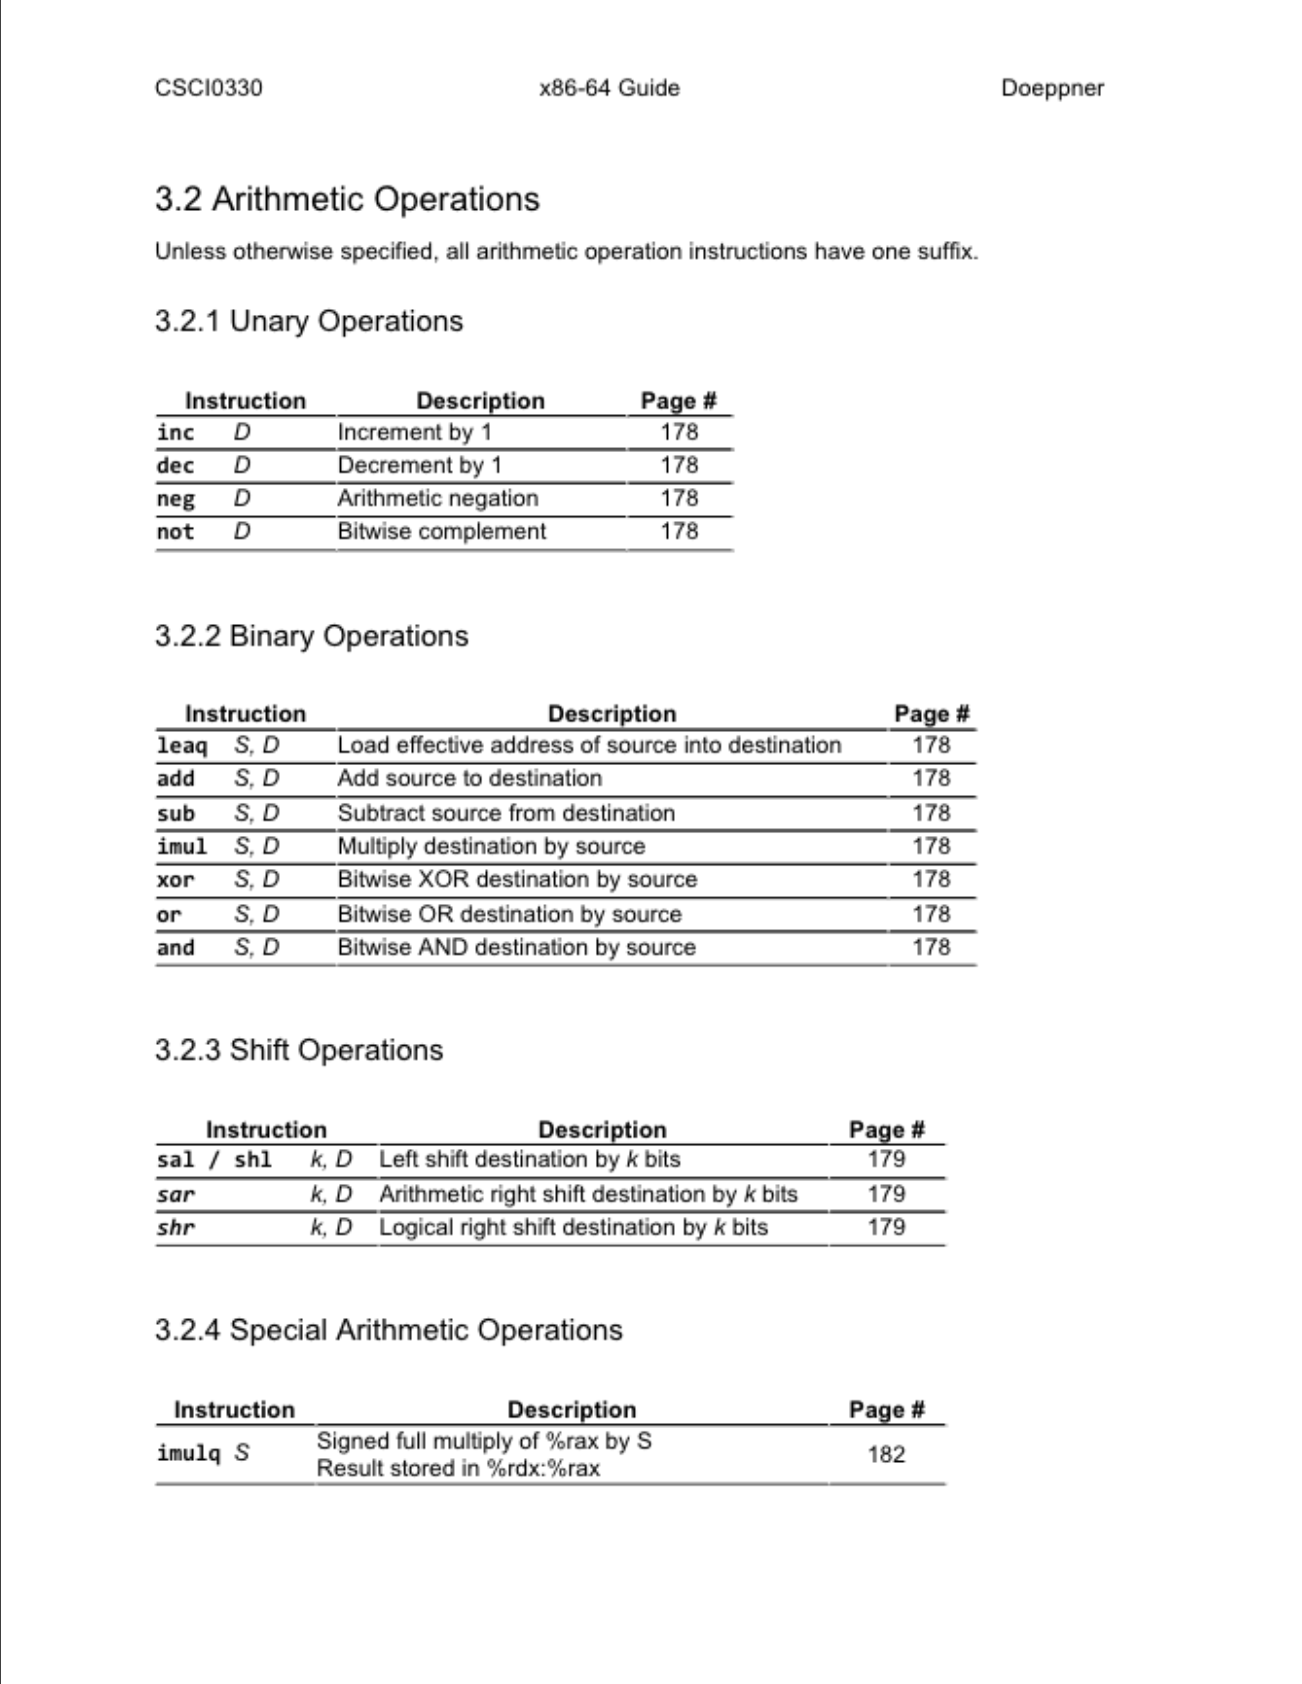 CSCI0330 x86-64 Guide Doeppner
3.2 Arithmetic Operations
Unless otherwise specified, all arithmetic operation instructions have one suffix.
3.2.1 Unary Operations
Instruction Description Page #
inc D Increment by 1 178
dec D Decrement by 1 178
neg D Arithmetic negation 178
not D Bitwise complement 178
3.2.2 Binary Operations
Instruction Description Page #
leaq S, D Load effective address of source into destination 178
add S, D Add source to destination 178
sub S, D Subtract source from destination 178
imul S, D Multiply destination by source 178
xor S, D Bitwise XOR destination by source 178
or S, D Bitwise OR destination by source 178
and S, D Bitwise AND destination by source 178
3.2.3 Shift Operations
Instruction Description Page #
sal / shl k, D Left shift destination by k bits 179
sar k, D Arithmetic right shift destination by k bits 179
shr k, D Logical right shift destination by k bits 179
3.2.4 Special Arithmetic Operations
Instruction Description Page #
imulq S Signed full multiply of %rax by S 182
Result stored in %rdx:%rax